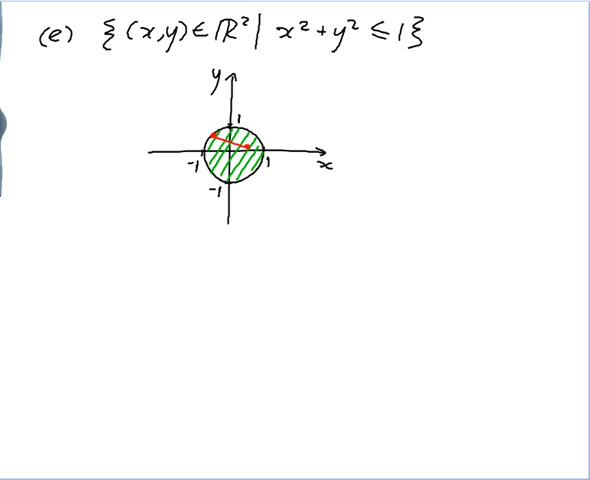 (e) {(x,y)∈ℝ²| x²+y² ≤ 1}
y
1
-1 1 x
-1